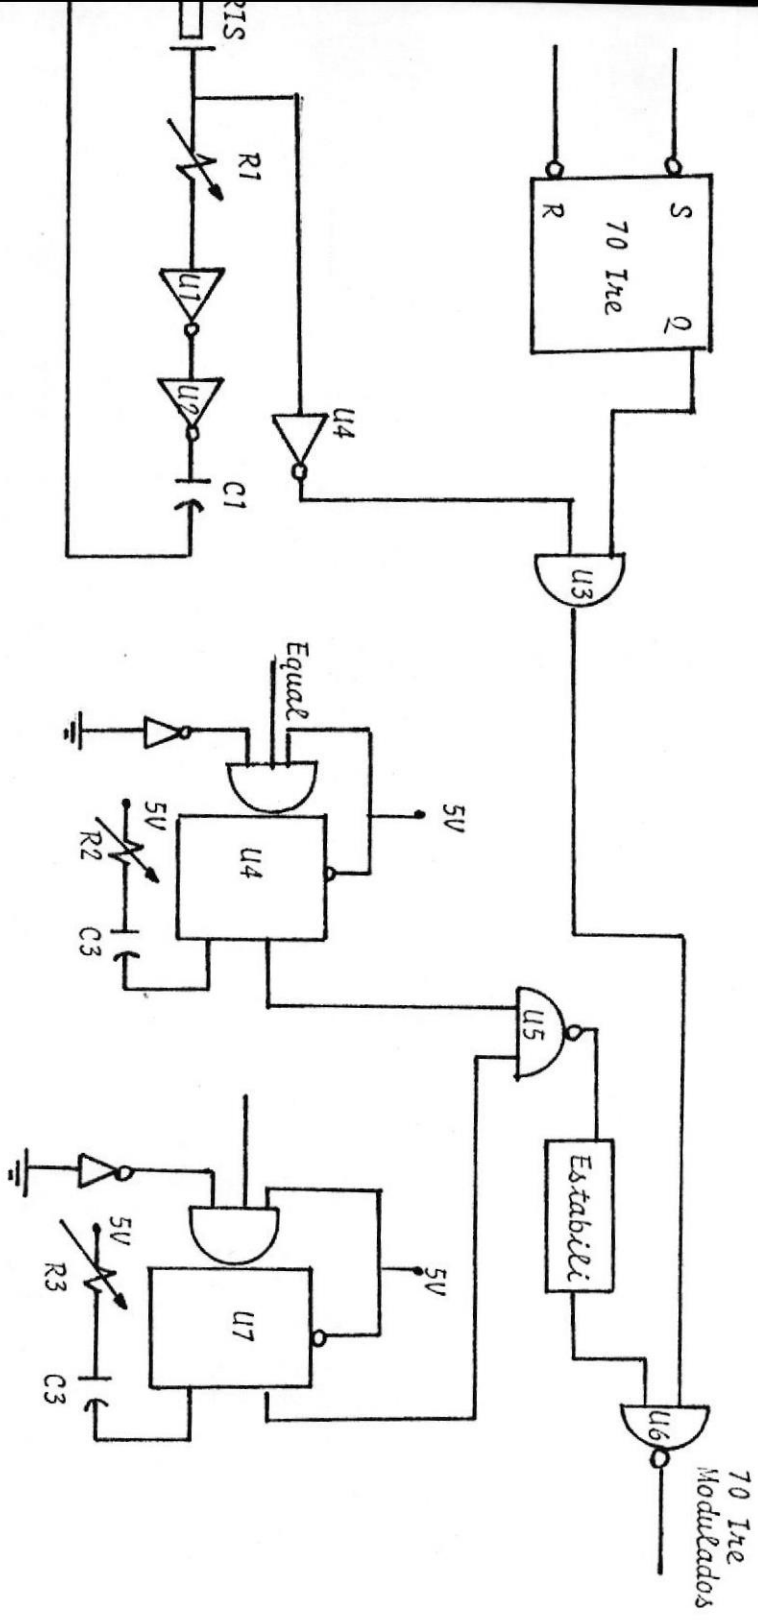 RIS
R1
U1
U2
C1
U4
S
R
70 Ire
Q
U3
Equal
5V
5V
R2
C3
U4
U5
Estabili
5V
5V
R3
C3
U7
U6
70 Ire
Modulados